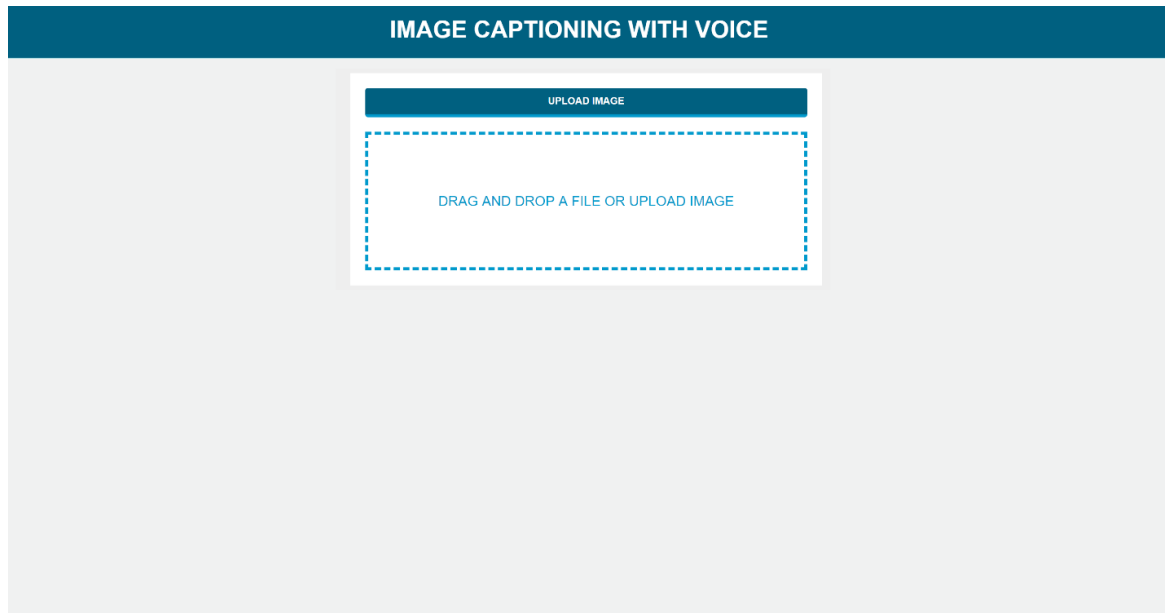 IMAGE CAPTIONING WITH VOICE
UPLOAD IMAGE
DRAG AND DROP A FILE OR UPLOAD IMAGE